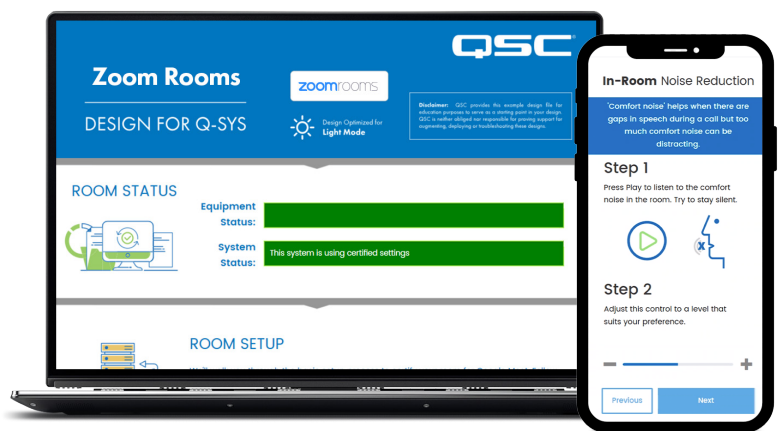 QSC
Zoom Rooms
zoomrooms
DESIGN FOR Q-SYS
Design Optimized for
Light Mode
Disclaimer: QSC provides this example design file for
education purposes to serve as a starting point in your design.
QSC is neither obliged nor responsible for proving support for
augmenting, deploying or troubleshooting these designs.
ROOM STATUS
Equipment
Status:
System
Status:
This system is using certified settings
ROOM SETUP
In-Room Noise Reduction
'Comfort noise' helps when there are
gaps in speech during a call but too
much comfort noise can be
distracting.
Step 1
Press Play to listen to the comfort
noise in the room. Try to stay silent.
X
Step 2
Adjust this control to a level that
suits your preference.
Previous
Next